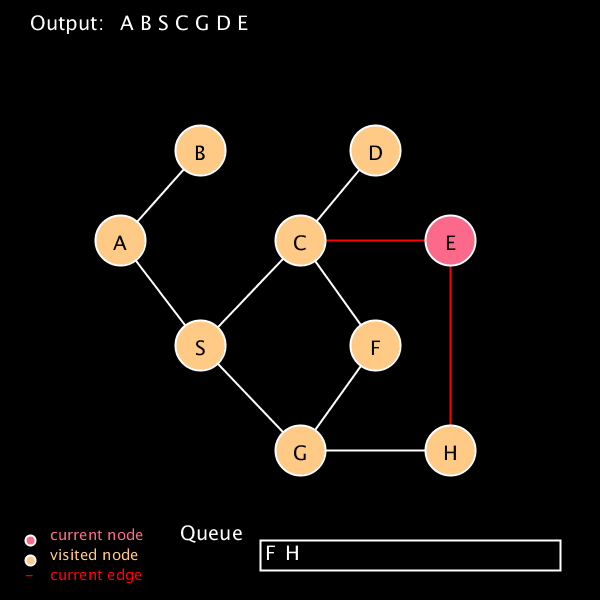 Output: A B S C G D E
B
D
A
C
E
S
F
G
H
current node
visited node
current edge
Queue
F H